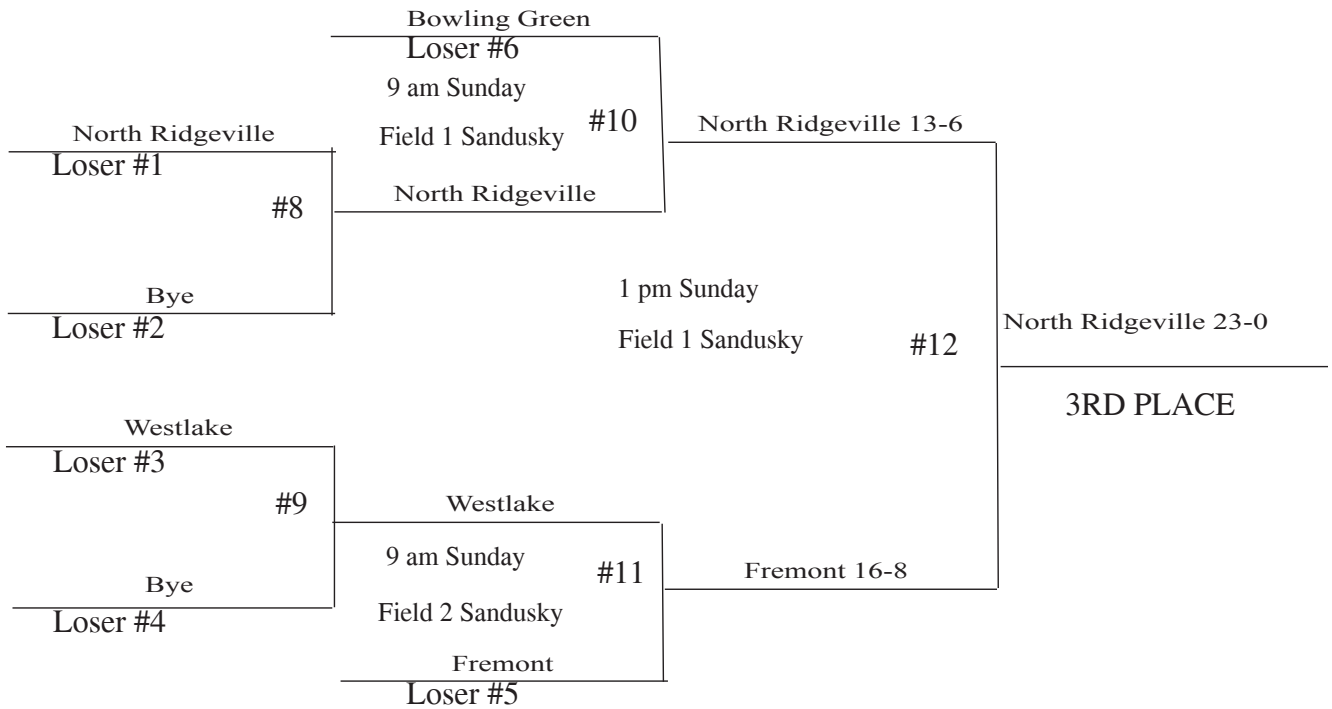 Bowling Green
Loser #6
9 am Sunday
Field 1 Sandusky
#10
North Ridgeville
Loser #1
North Ridgeville 13-6
#8
North Ridgeville
Bye
Loser #2
1 pm Sunday
Field 1 Sandusky
#12
North Ridgeville 23-0
3RD PLACE
Westlake
Loser #3
#9
Westlake
9 am Sunday
Field 2 Sandusky
#11
Fremont 16-8
Bye
Loser #4
Fremont
Loser #5